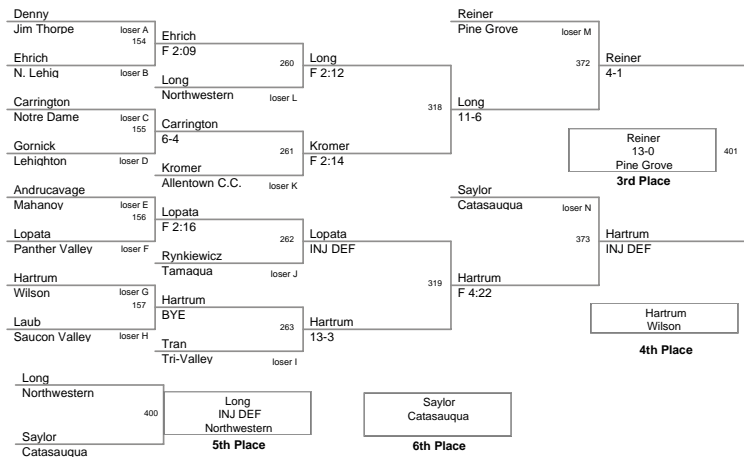 Denny
Jim Thorpe
loser A
154
Ehrich
F 2:09
Ehrich
N. Lehig
loser B
260
Long
F 2:12
Long
Northwestern
loser L
Carrington
Notre Dame
loser C
155
Carrington
6-4
Gornick
Lehighton
loser D
261
Kromer
F 2:14
Kromer
Allentown C.C.
loser K
318
Long
11-6
Reiner
Pine Grove
loser M
372
Reiner
4-1
Reiner
13-0
Pine Grove
401
3rd Place
Andrucavage
Mahanoy
loser E
156
Lopata
F 2:16
Lopata
Panther Valley
loser F
262
Lopata
INJ DEF
Rynkiewicz
Tamaqua
loser J
Hartrum
Wilson
loser G
157
Hartrum
BYE
Laub
Saucon Valley
loser H
263
Hartrum
13-3
Tran
Tri-Valley
loser I
319
Hartrum
F 4:22
Saylor
Catasauqua
loser N
373
Hartrum
INJ DEF
Hartrum
Wilson
4th Place
Long
Northwestern
400
Saylor
Catasauqua
Long
INJ DEF
Northwestern
5th Place
Saylor
Catasauqua
6th Place